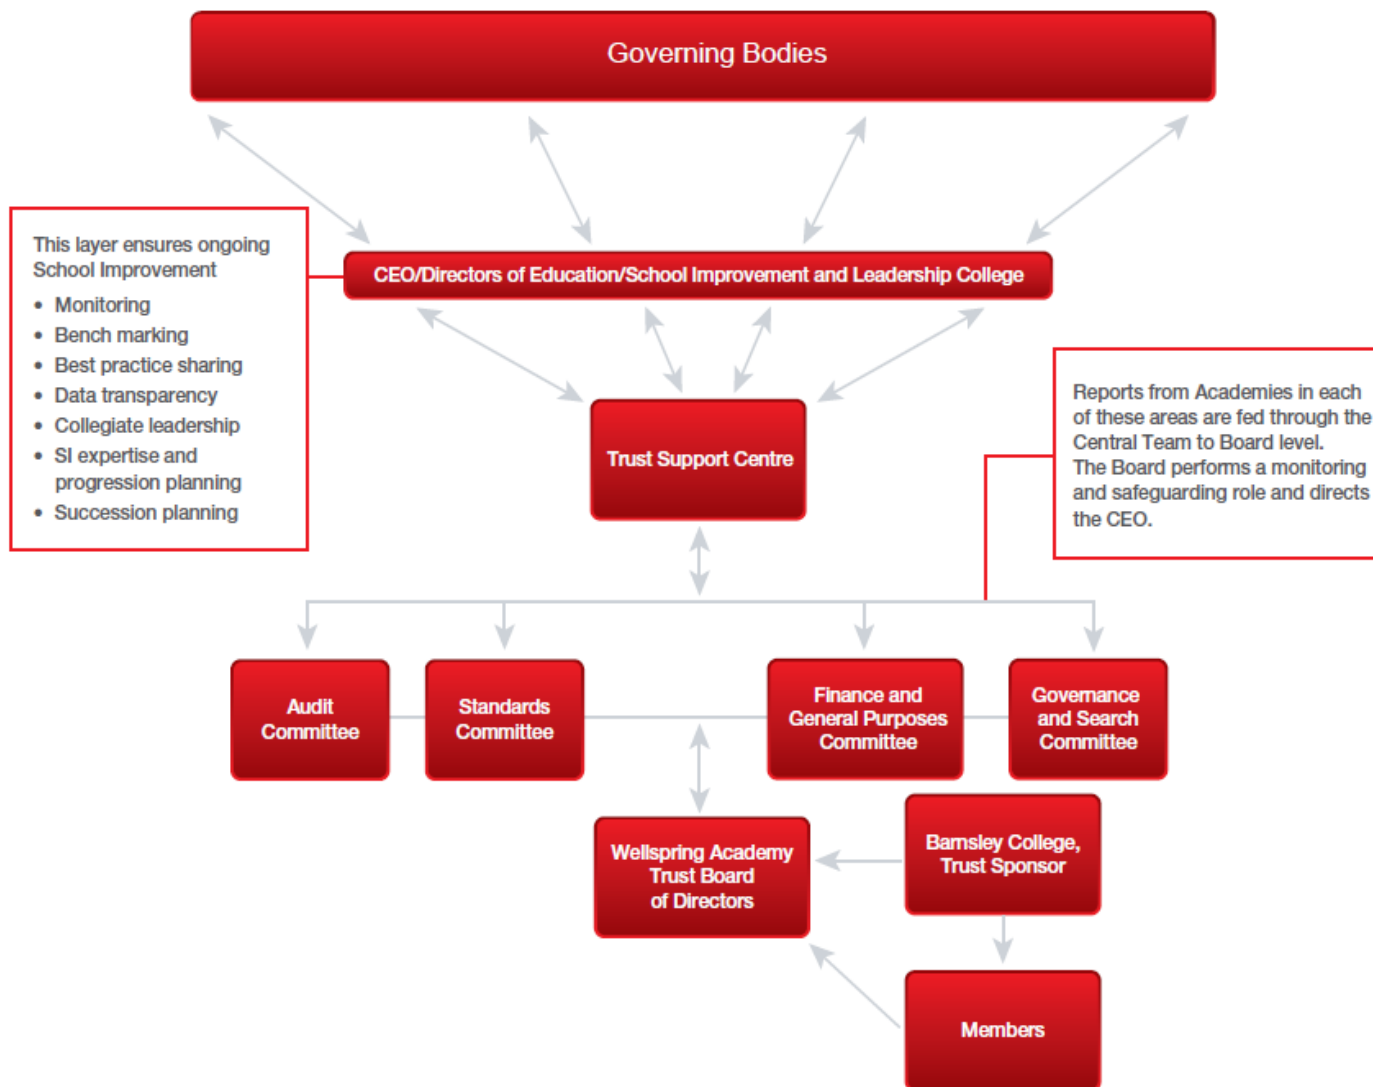 Governing Bodies
This layer ensures ongoing
School Improvement
• Monitoring
• Bench marking
• Best practice sharing
• Data transparency
• Collegiate leadership
• SI expertise and
progression planning
• Succession planning
CEO/Directors of Education/School Improvement and Leadership College
Trust Support Centre
Reports from Academies in each
of these areas are fed through the
Central Team to Board level.
The Board performs a monitoring
and safeguarding role and directs
the CEO.
Audit
Committee
Standards
Committee
Finance and
General Purposes
Committee
Governance
and Search
Committee
Wellspring Academy
Trust Board
of Directors
Barnsley College,
Trust Sponsor
Members